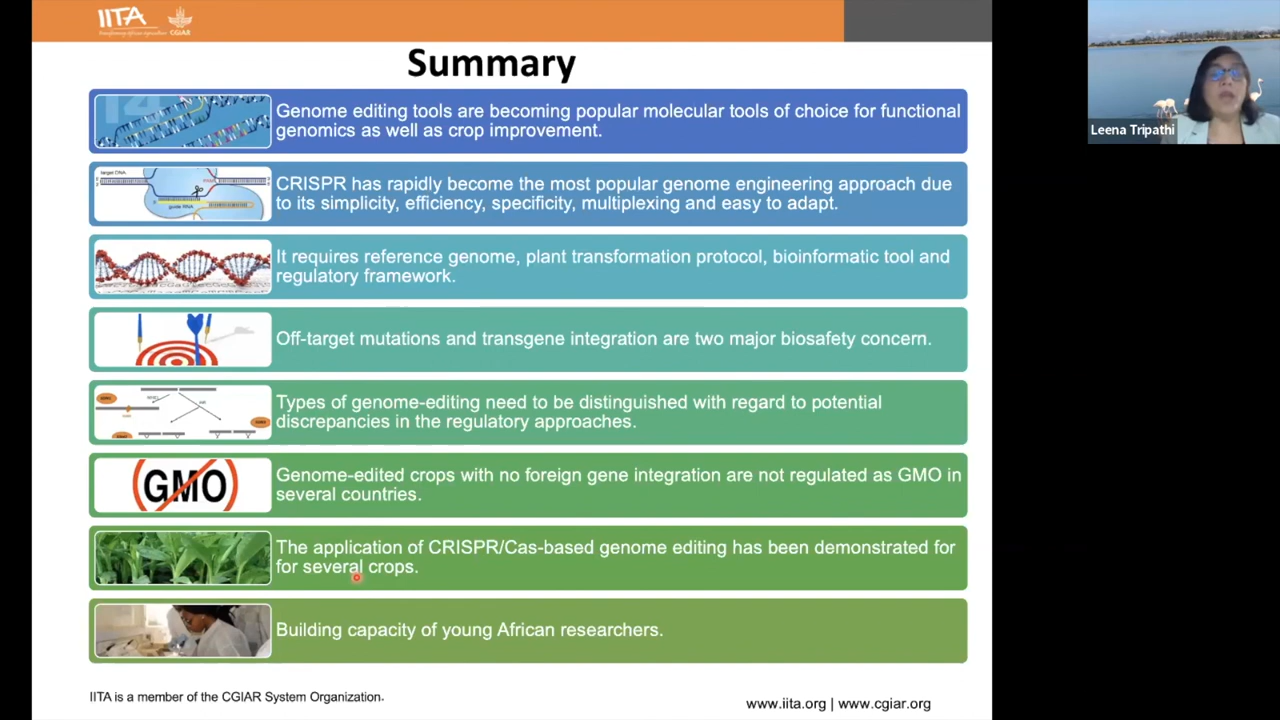 IITA
Transforming African Agriculture
CGIAR
Summary
Genome editing tools are becoming popular molecular tools of choice for functional
genomics as well as crop improvement.
target DNA
guide RNA
CRISPR has rapidly become the most popular genome engineering approach due
to its simplicity, efficiency, specificity, multiplexing and easy to adapt.
It requires reference genome, plant transformation protocol, bioinformatic tool and
regulatory framework.
Off-target mutations and transgene integration are two major biosafety concern.
Types of genome-editing need to be distinguished with regard to potential
discrepancies in the regulatory approaches.
GMO
Genome-edited crops with no foreign gene integration are not regulated as GMO in
several countries.
The application of CRISPR/Cas-based genome editing has been demonstrated for
for several crops.
Building capacity of young African researchers.
IITA is a member of the CGIAR System Organization.
www.iita.org | www.cgiar.org
Leena Tripathi